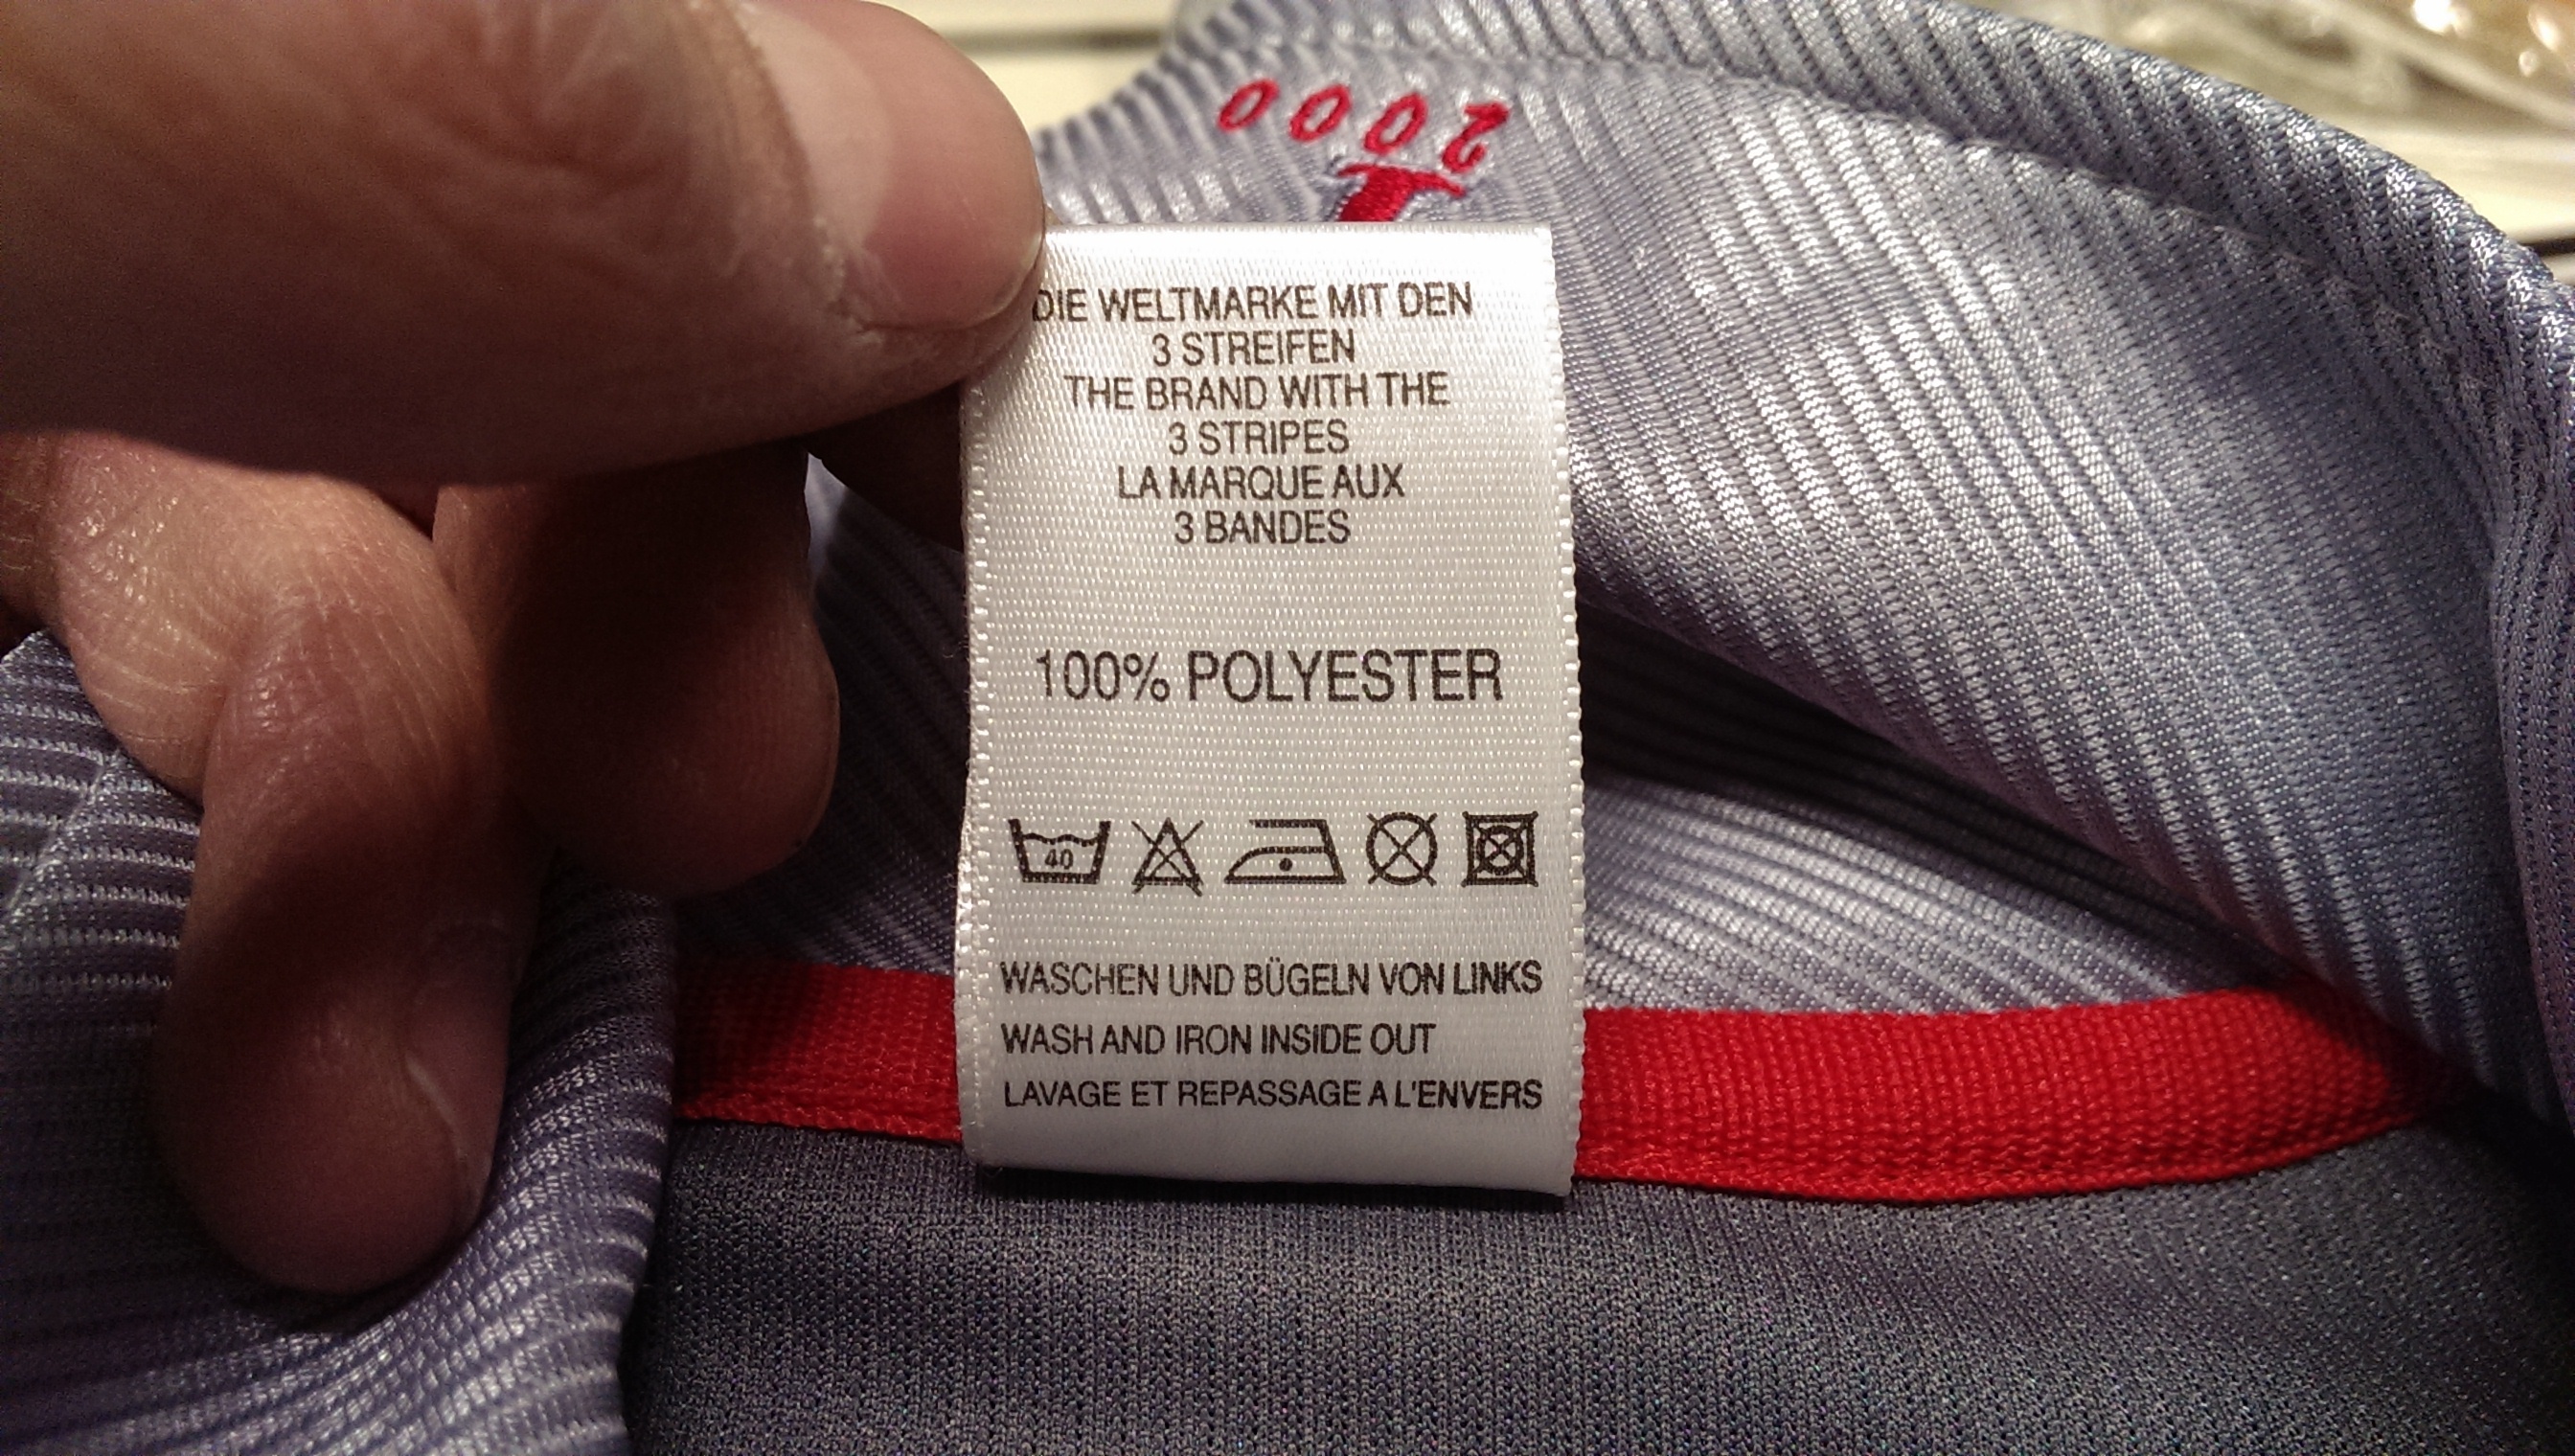 2000
DIE WELTMARKE MIT DEN
3 STREIFEN
THE BRAND WITH THE
3 STRIPES
LA MARQUE AUX
3 BANDES
100% POLYESTER
40
WASCHEN UND BÜGELN VON LINKS
WASH AND IRON INSIDE OUT
LAVAGE ET REPASSAGE A L'ENVERS